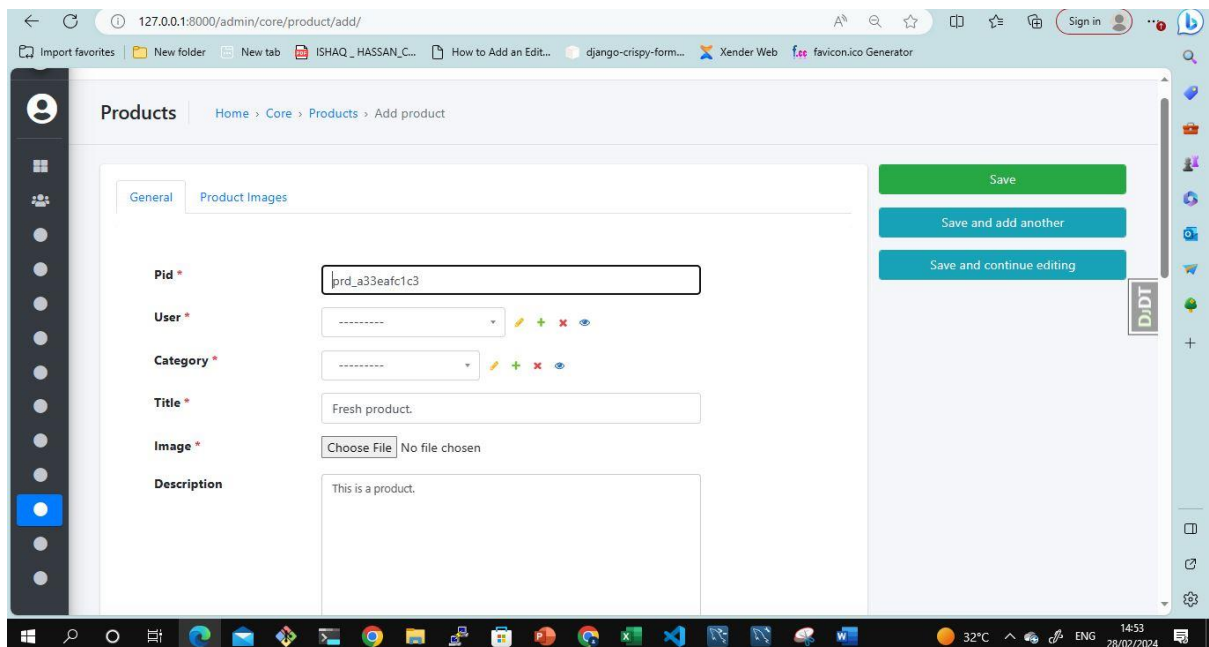 127.0.0.1:8000/admin/core/product/add/
Sign in
Import favorites New folder New tab ISHAQ_HASSAN_C... How to Add an Edit... django-crispy-form... Xender Web favicon.ico Generator
Products Home › Core › Products › Add product
Save
General Product Images
Save and add another
Pid * prd_a33eafc1c3
Save and continue editing
DjDT
User * ---------
Category * ---------
Title * Fresh product.
Image * Choose File No file chosen
Description This is a product.
32°C ENG 14:53
28/02/2024